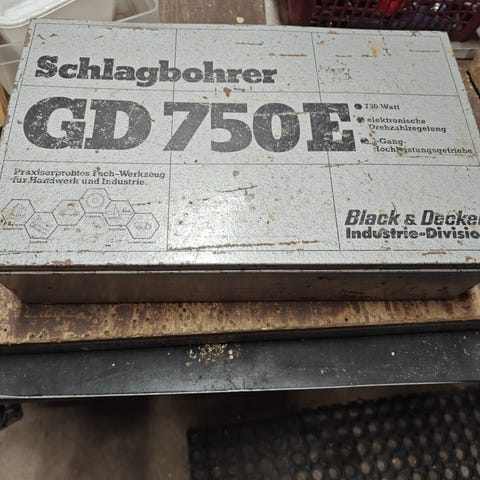 Schlagbohrer
GD 750E
730 Watt
elektronische
Drehzahlregelung
-Gang-
Hochleistungsgetriebe
Praxiserprobtes Fach-Werkzeug
für Handwerk und Industrie.
Black & Decker
Industrie-Divisio